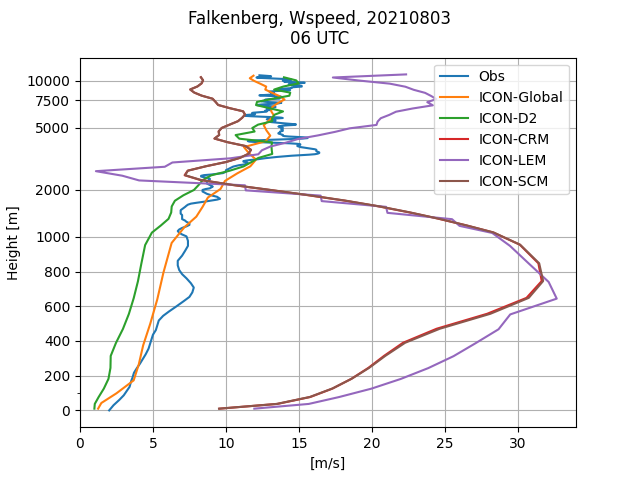 Falkenberg, Wspeed, 20210803
06 UTC
Height [m]
10000
7500
5000
2000
1000
800
600
400
200
0
Obs
ICON-Global
ICON-D2
ICON-CRM
ICON-LEM
ICON-SCM
0 5 10 15 20 25 30
[m/s]